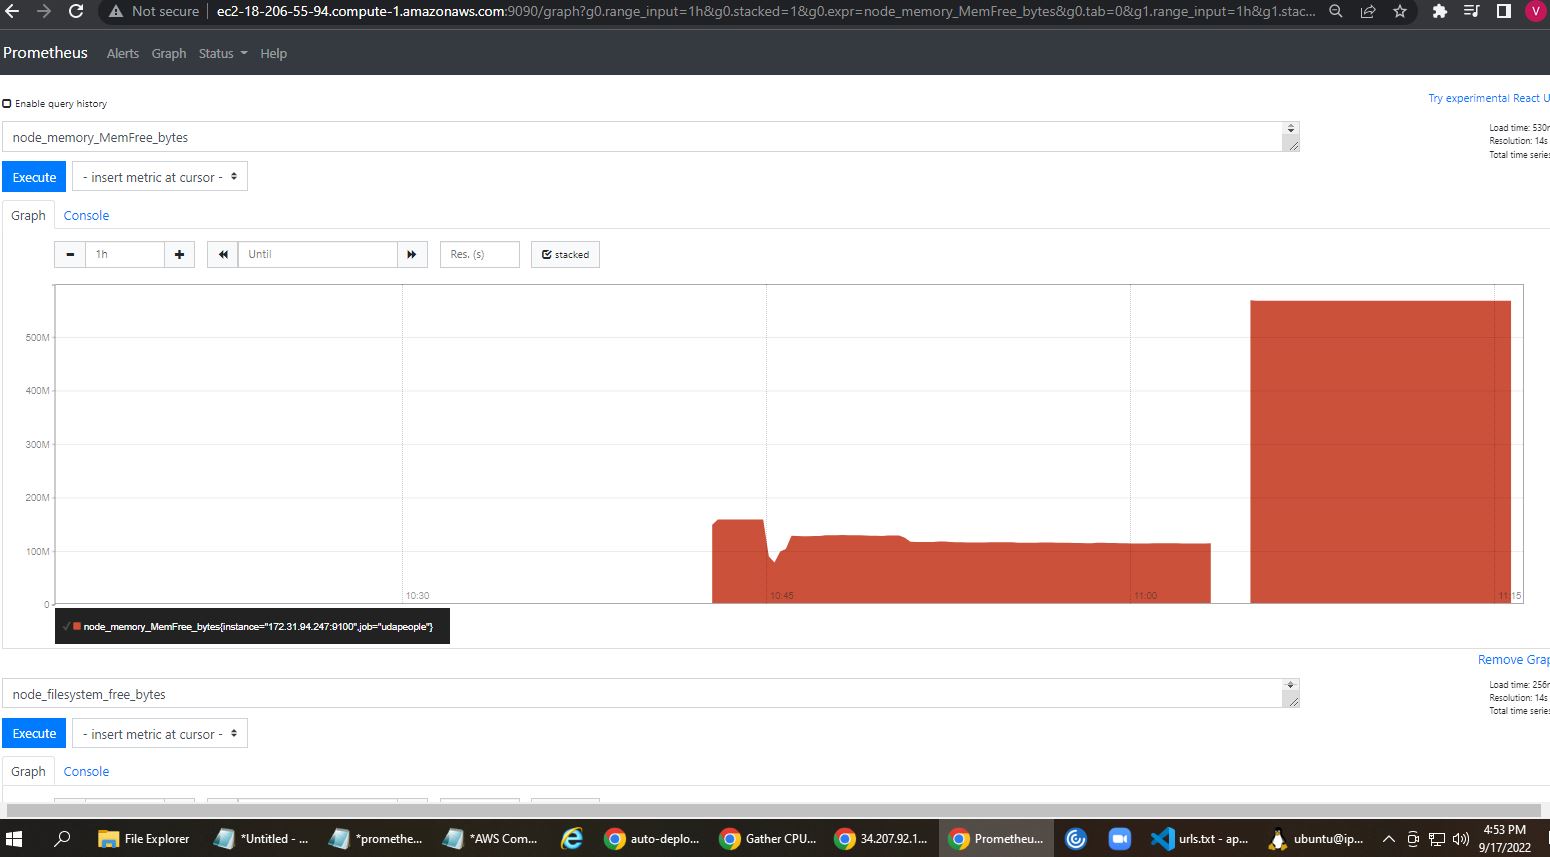 Not secure | ec2-18-206-55-94.compute-1.amazonaws.com:9090/graph?g0.range_input=1h&g0.stacked=1&g0.expr=node_memory_MemFree_bytes&g0.tab=0&g1.range_input=1h&g1.stac... V
Prometheus Alerts Graph Status Help
Enable query history Try experimental React U
node_memory_MemFree_bytes
Load time: 530m
Resolution: 14s
Total time series
Execute - insert metric at cursor -
Graph Console
1h Until Res. (s) stacked
500M
400M
300M
200M
100M
0
10:30 10:45 11:00 11:15
node_memory_MemFree_bytes{instance="172.31.94.247:9100",job="udapeople"}
Remove Grap
node_filesystem_free_bytes
Load time: 256m
Resolution: 14s
Total time series
Execute - insert metric at cursor -
Graph Console
File Explorer *Untitled - ... *promethe... *AWS Com... auto-deplo... Gather CPU... 34.207.92.1... Prometheu... urls.txt - ap... ubuntu@ip... 4:53 PM
9/17/2022